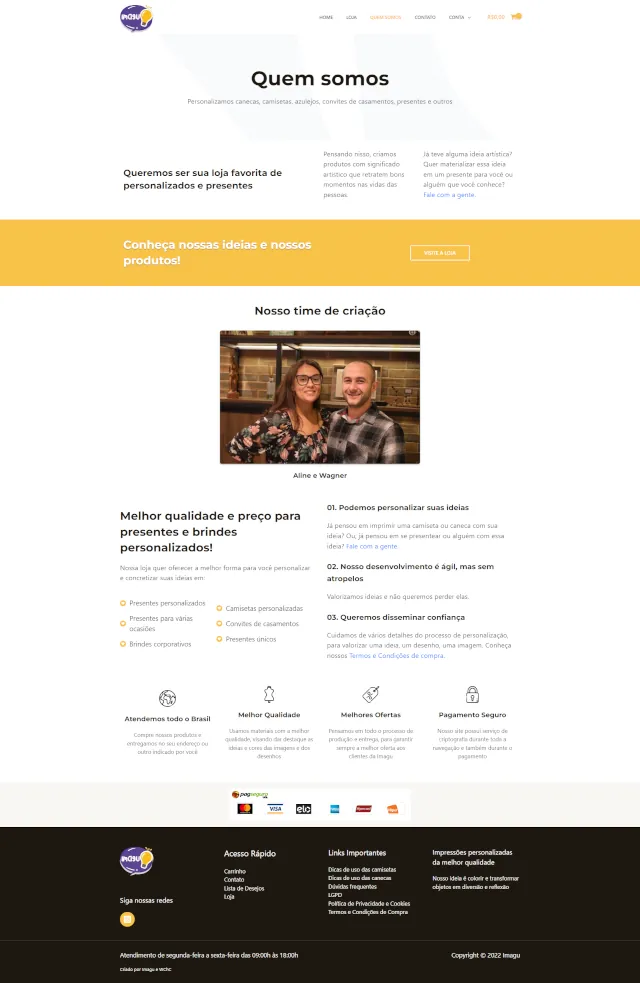 Imagu
HOME LOJA QUEM SOMOS CONTATO CONTA R$0,00
Quem somos
Personalizamos canecas, camisetas, azulejos, convites de casamentos, presentes e outros
Queremos ser sua loja favorita de
personalizados e presentes
Pensando nisso, criamos
produtos com significado
artístico que retratem bons
momentos nas vidas das
pessoas.
Já teve alguma ideia artística?
Quer materializar essa ideia
em um presente para você ou
alguém que você conhece?
Fale com a gente.
Conheça nossas ideias e nossos
produtos!
VISITE A LOJA
Nosso time de criação
Aline e Wagner
Melhor qualidade e preço para
presentes e brindes
personalizados!
Nossa loja quer oferecer a melhor forma para você personalizar
e concretizar suas ideias em:
Presentes personalizados
Presentes para várias
ocasiões
Brindes corporativos
Camisetas personalizadas
Convites de casamentos
Presentes únicos
01. Podemos personalizar suas ideias
Já pensou em imprimir uma camiseta ou caneca com sua
ideia? Ou, já pensou em se presentear ou alguém com essa
ideia? Fale com a gente.
02. Nosso desenvolvimento é ágil, mas sem
atropelos
Valorizamos ideias e não queremos perder elas.
03. Queremos disseminar confiança
Cuidamos de vários detalhes do processo de personalização,
para valorizar uma ideia, um desenho, uma imagem. Conheça
nossos Termos e Condições de compra.
Atendemos todo o Brasil
Compre nossos produtos e
entregamos no seu endereço ou
outro indicado por você
Melhor Qualidade
Usamos materiais com a melhor
qualidade, visando das destaque as
ideias e cores das imagens e dos
desenhos
Melhores Ofertas
Pensamos em todo o processo de
produção e entrega, para garantir
sempre a melhor oferta aos
clientes da Imagu
Pagamento Seguro
Nosso site possui serviço de
criptografia durante toda a
navegação e também durante o
pagamento
pagseguro
VISA elo
Imagu
Siga nossas redes
Acesso Rápido
Carrinho
Contato
Lista de Desejos
Loja
Links Importantes
Dicas de uso das camisetas
Dicas de uso das canecas
Dúvidas frequentes
LGPD
Política de Privacidade e Cookies
Termos e Condições de Compra
Impressões personalizadas
da melhor qualidade
Nosso ideia é colorir e transformar
objetos em diversão e reflexão
Atendimento de segunda-feira a sexta-feira das 09:00h às 18:00h
Copyright © 2022 Imagu
Criado por Imagu e WChC